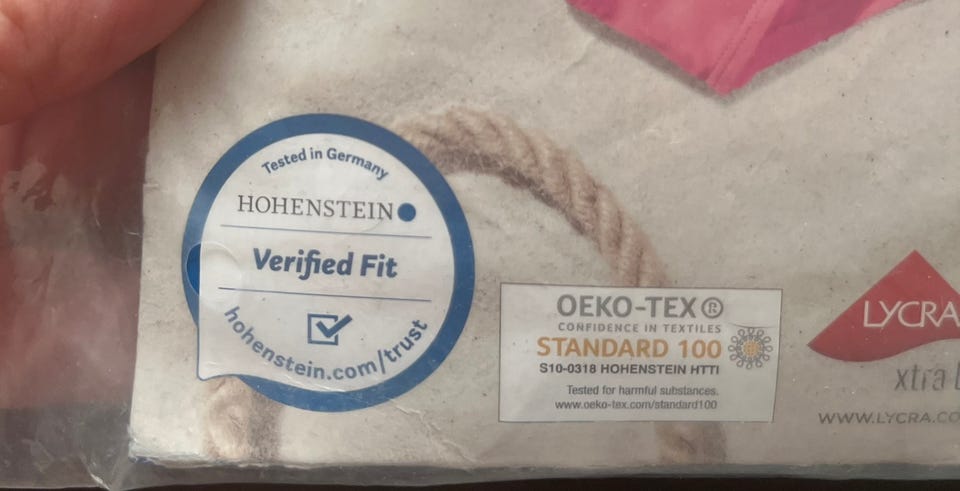 Tested in Germany
HOHENSTEIN
Verified Fit
hohenstein.com/trust
OEKO-TEX®
CONFIDENCE IN TEXTILES
STANDARD 100
S10-0318 HOHENSTEIN HTTI
Tested for harmful substances.
www.oeko-tex.com/standard100
LYCRA
xtra
WWW.LYCRA.CO